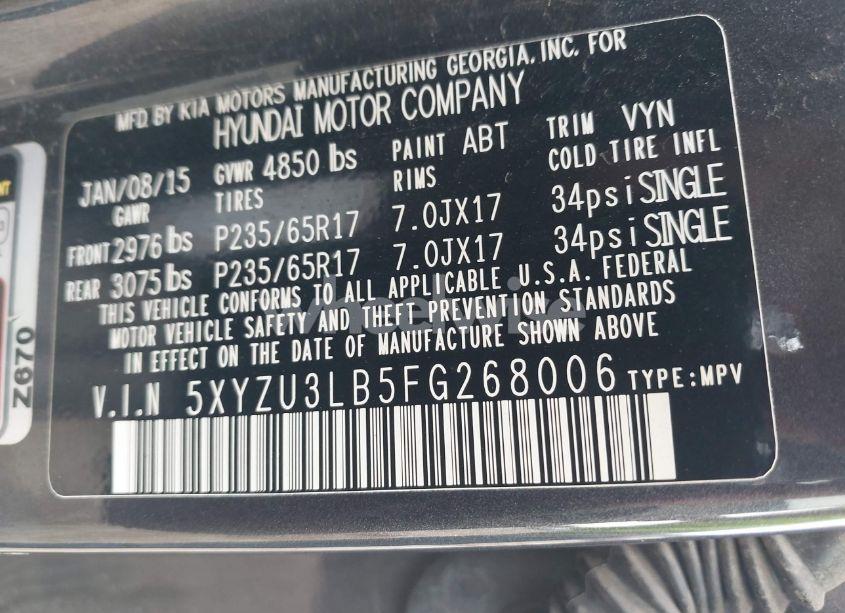 MFD. BY KIA MOTORS MANUFACTURING GEORGIA, INC. FOR
HYUNDAI MOTOR COMPANY
JAN/08/15 GVWR 4850 lbs PAINT ABT TRIM VYN
GAWR TIRES RIMS COLD TIRE INFL
FRONT 2976 lbs P235/65R17 7.0JX17 34psi SINGLE
REAR 3075 lbs P235/65R17 7.0JX17 34psi SINGLE
THIS VEHICLE CONFORMS TO ALL APPLICABLE U.S.A. FEDERAL
MOTOR VEHICLE SAFETY AND THEFT PREVENTION STANDARDS
IN EFFECT ON THE DATE OF MANUFACTURE SHOWN ABOVE
V.I.N 5XYZU3LB5FG268006 TYPE:MPV
Z670